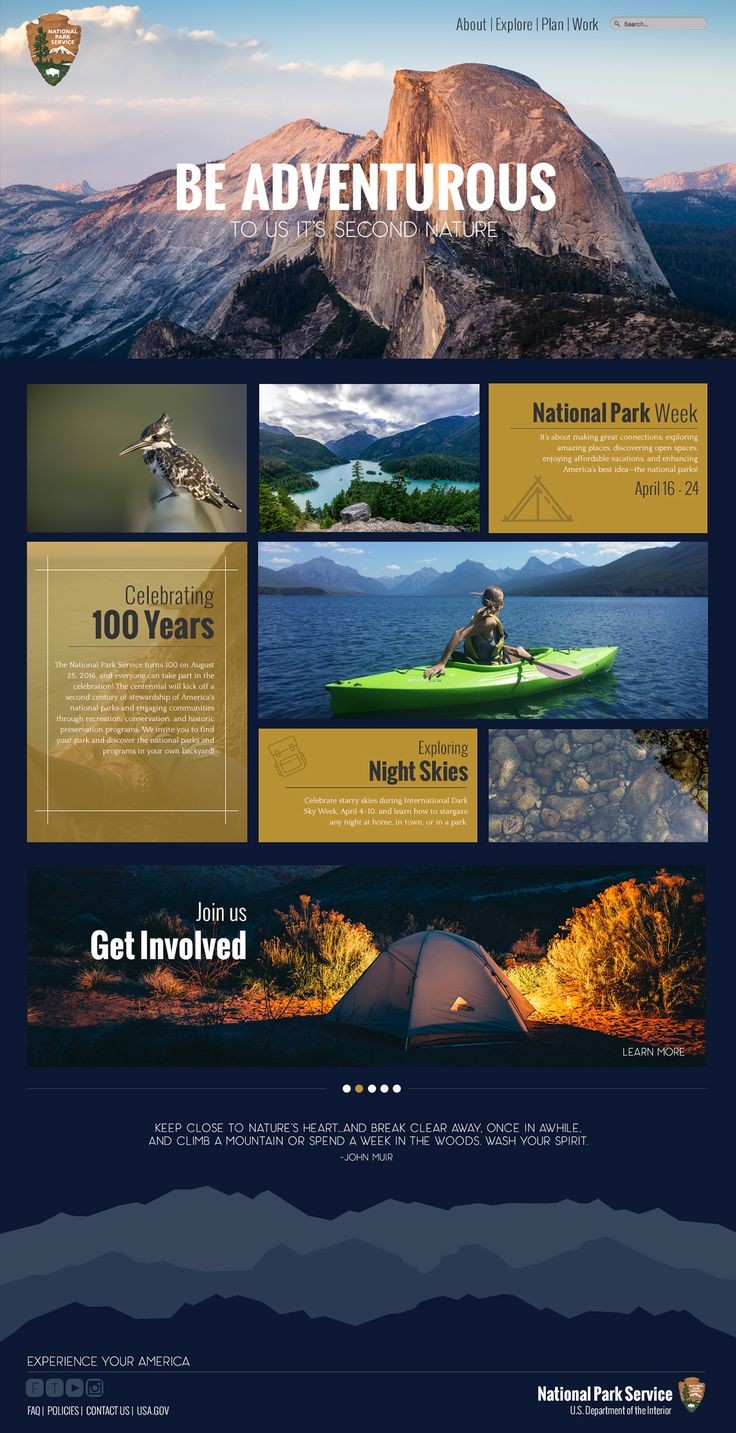 NATIONAL
PARK
SERVICE
About | Explore | Plan | Work
Search...
BE ADVENTUROUS
TO US IT'S SECOND NATURE
National Park Week
It's about making great connections, exploring
amazing places, discovering open spaces,
enjoying affordable vacations, and enhancing
America's best idea—the national parks!
April 16 - 24
Celebrating
100 Years
The National Park Service turns 100 on August
25, 2016, and everyone can take part in the
celebration! The centennial will kick off a
second century of stewardship of America's
national parks and engaging communities
through recreation, conservation, and historic
preservation programs. We invite you to find
your park and discover the national parks and
programs in your own backyard!
Exploring
Night Skies
Celebrate starry skies during International Dark
Sky Week, April 4-10, and learn how to stargaze
any night at home, in town, or in a park.
Join us
Get Involved
LEARN MORE
KEEP CLOSE TO NATURE'S HEART...AND BREAK CLEAR AWAY, ONCE IN AWHILE,
AND CLIMB A MOUNTAIN OR SPEND A WEEK IN THE WOODS. WASH YOUR SPIRIT.
-JOHN MUIR
EXPERIENCE YOUR AMERICA
F T
FAQ | POLICIES | CONTACT US | USA.GOV
National Park Service
U.S. Department of the Interior